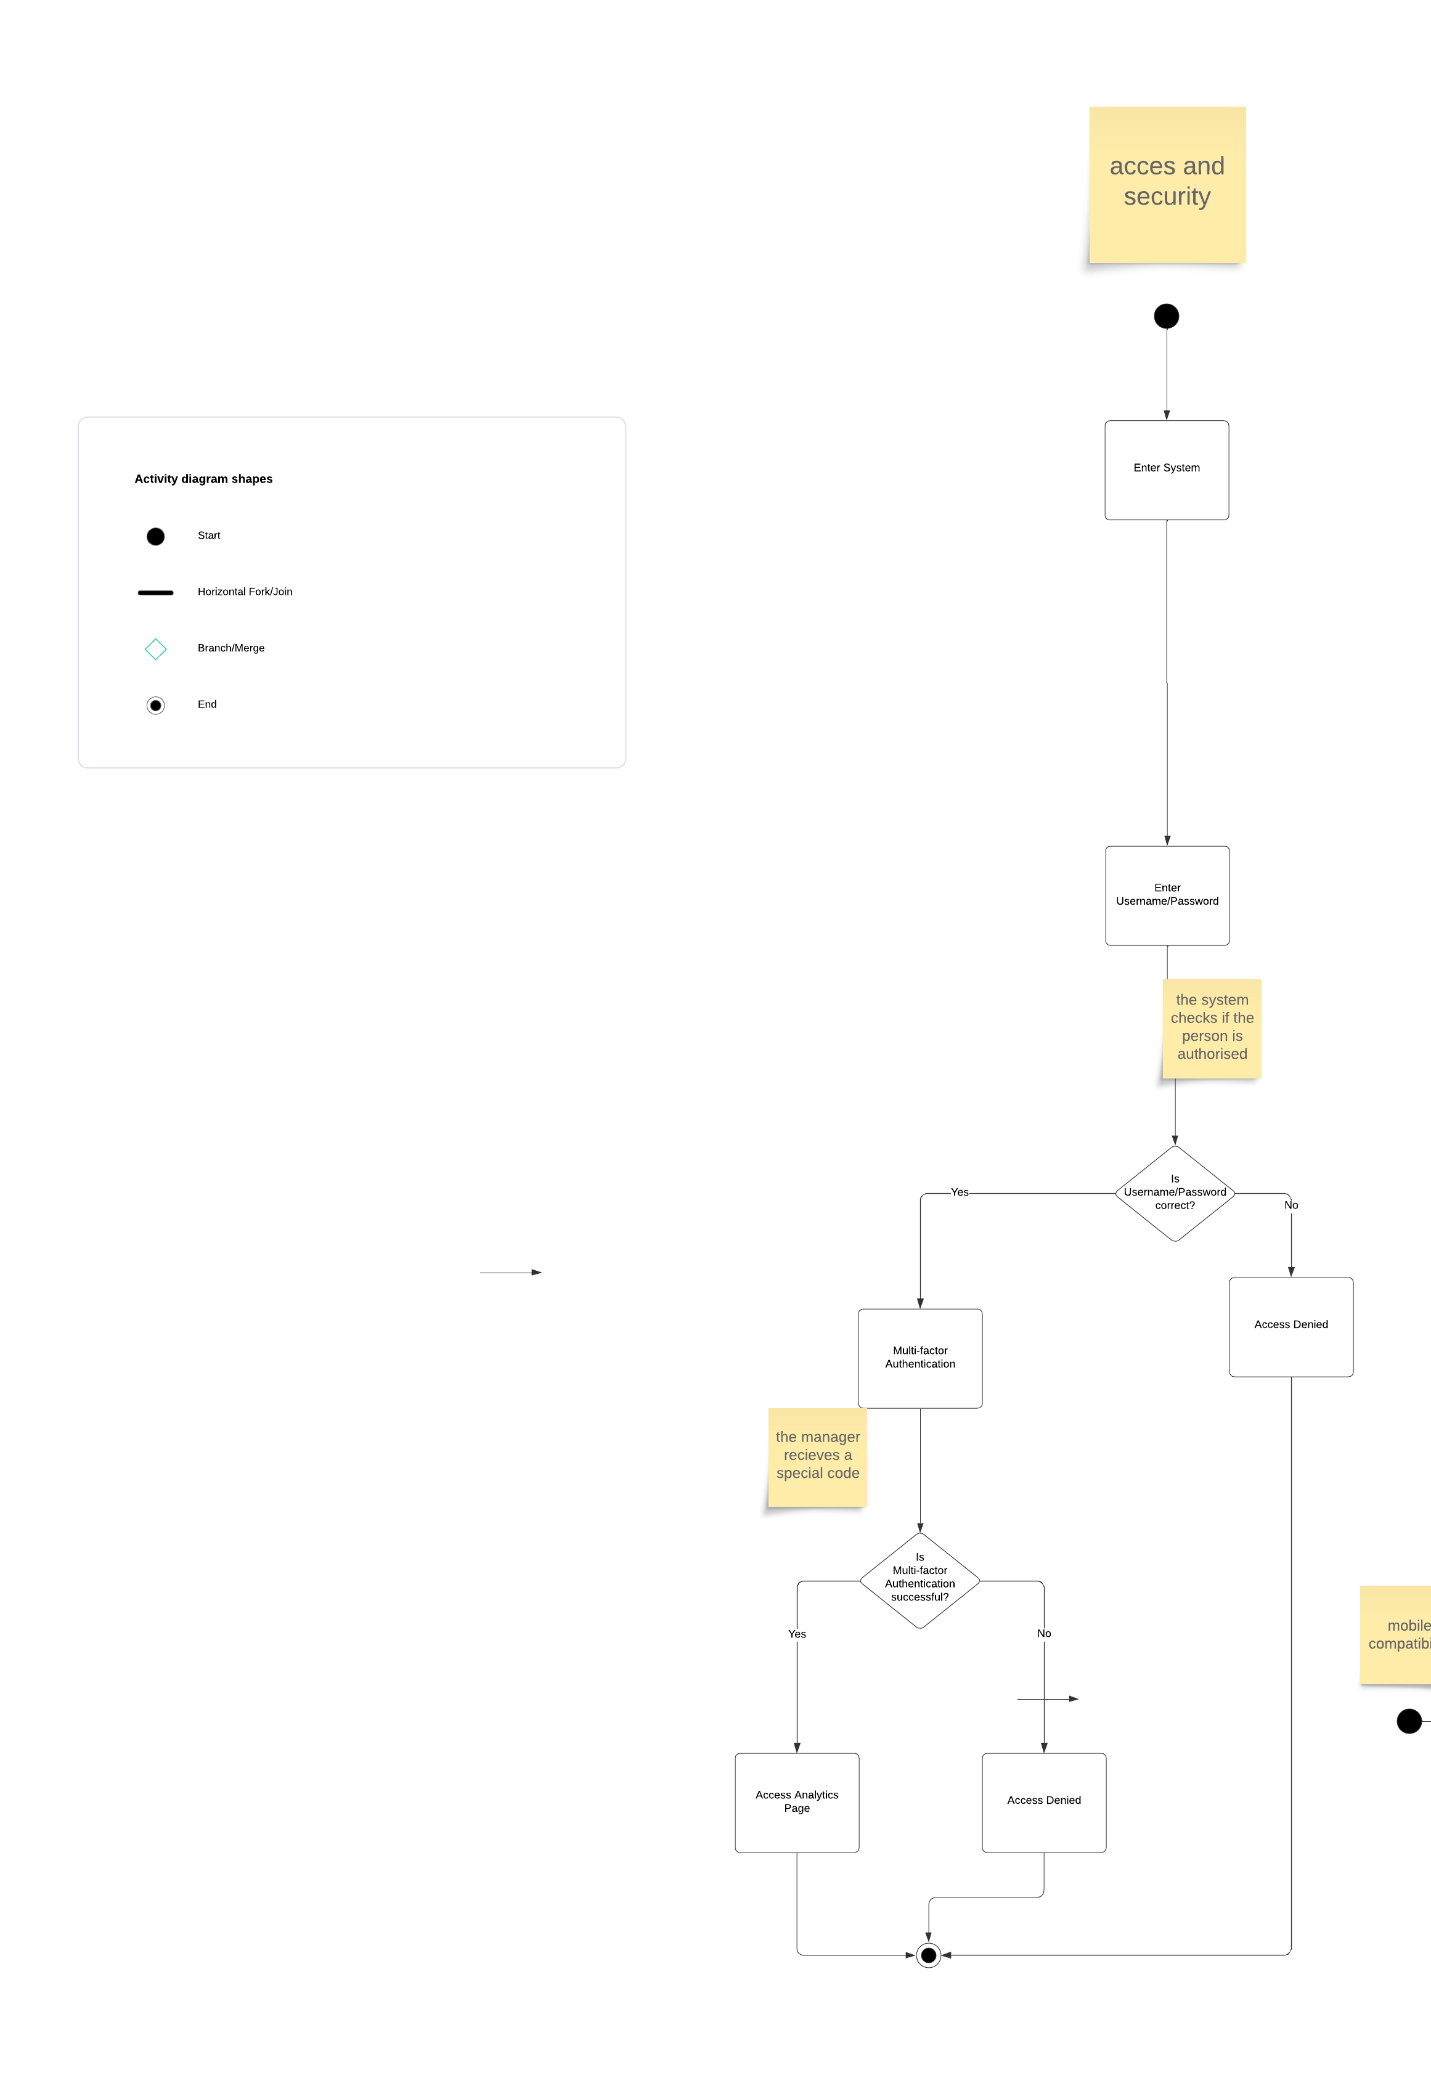 acces and
security
Activity diagram shapes
Start
Horizontal Fork/Join
Branch/Merge
End
Enter System
Enter
Username/Password
the system
checks if the
person is
authorised
Is
Username/Password
correct?
Yes
No
Multi-factor
Authentication
Access Denied
the manager
recieves a
special code
Is
Multi-factor
Authentication
successful?
Yes
No
mobile
compatibi
Access Analytics
Page
Access Denied